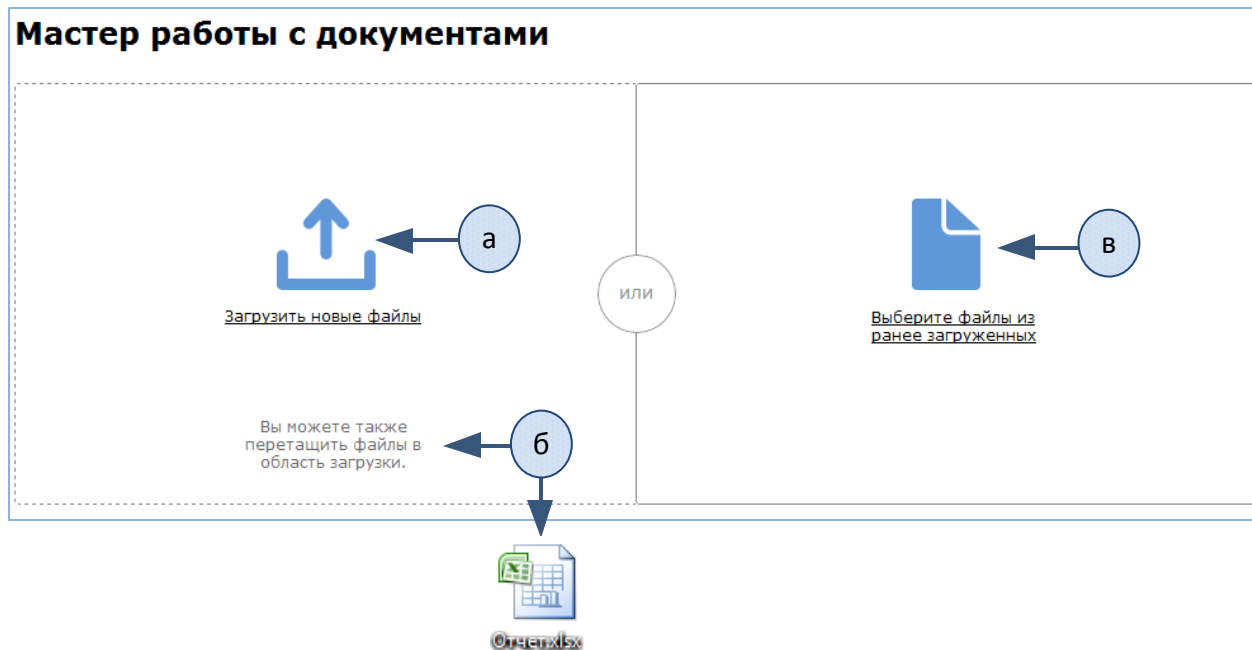 Мастер работы с документами
а
Загрузить новые файлы
Вы можете также
перетащить файлы в
область загрузки.
б
или
в
Выберите файлы из
ранее загруженных
Отчет.xlsx